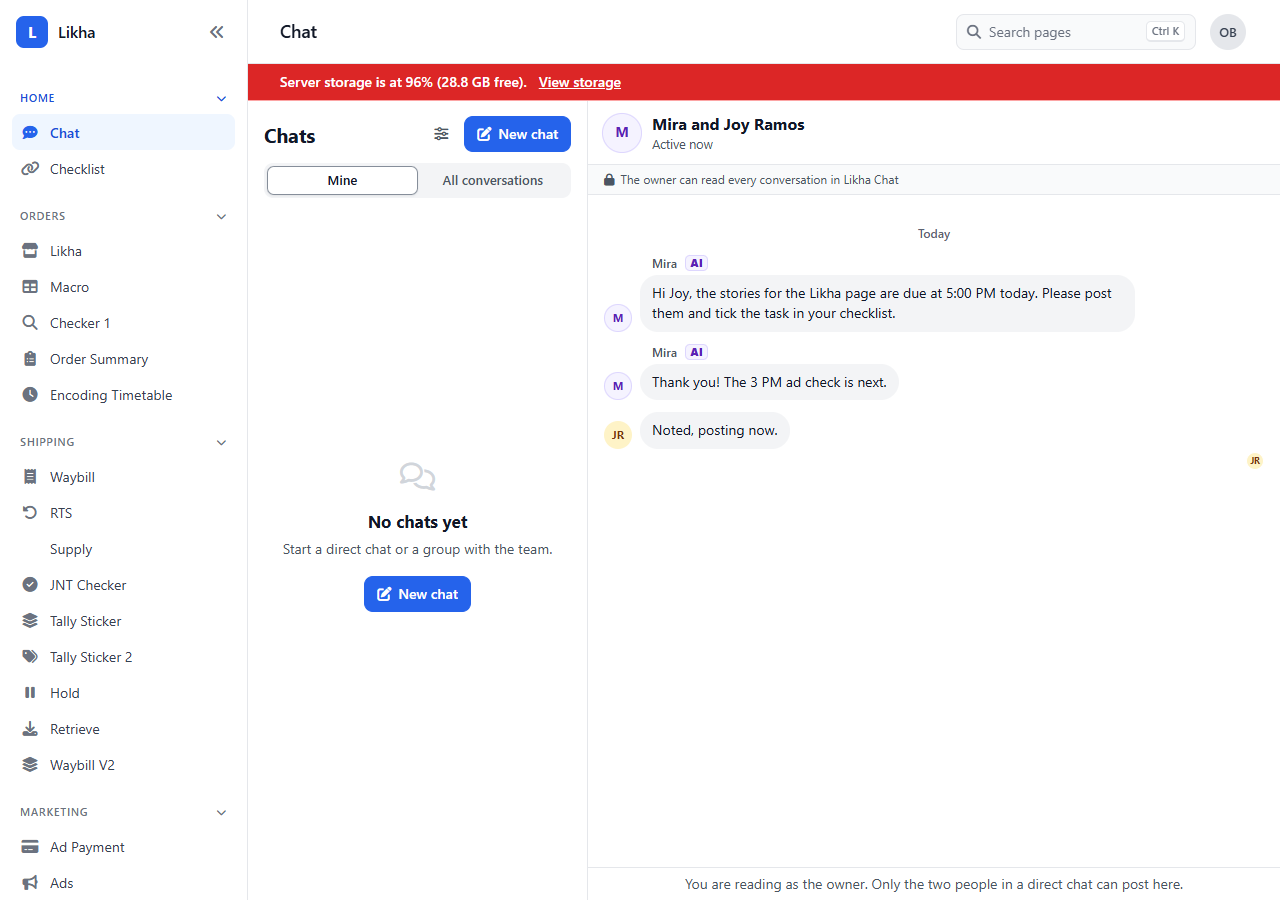 L Likha
Chat
Search pages Ctrl K
OB
Server storage is at 96% (28.8 GB free). View storage
HOME
Chat
Checklist
ORDERS
Likha
Macro
Checker 1
Order Summary
Encoding Timetable
SHIPPING
Waybill
RTS
Supply
JNT Checker
Tally Sticker
Tally Sticker 2
Hold
Retrieve
Waybill V2
MARKETING
Ad Payment
Ads
Chats
New chat
Mine All conversations
No chats yet
Start a direct chat or a group with the team.
New chat
M
Mira and Joy Ramos
Active now
The owner can read every conversation in Likha Chat
Today
Mira AI
Hi Joy, the stories for the Likha page are due at 5:00 PM today. Please post
them and tick the task in your checklist.
M
Mira AI
M Thank you! The 3 PM ad check is next.
JR Noted, posting now.
JR
You are reading as the owner. Only the two people in a direct chat can post here.